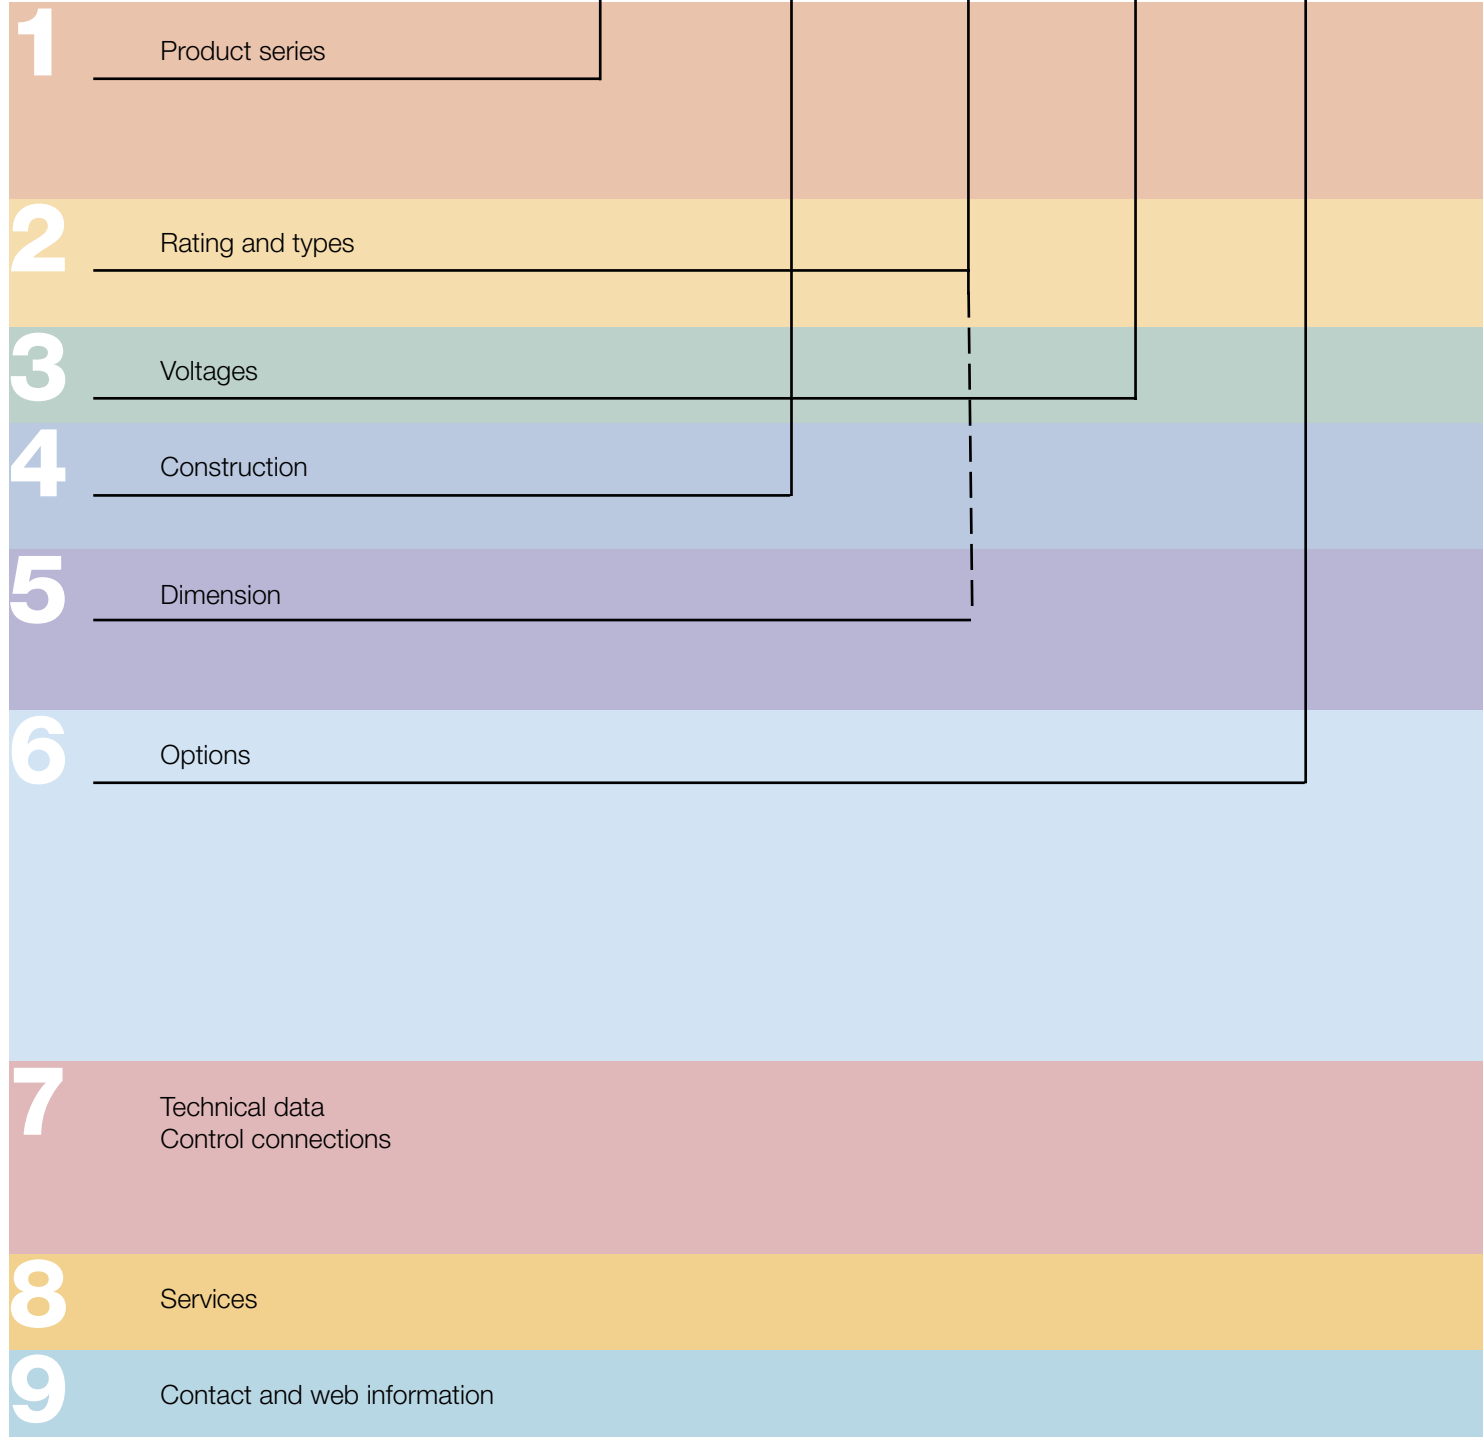 1
Product series
2
Rating and types
3
Voltages
4
Construction
5
Dimension
6
Options
7
Technical data
Control connections
8
Services
9
Contact and web information